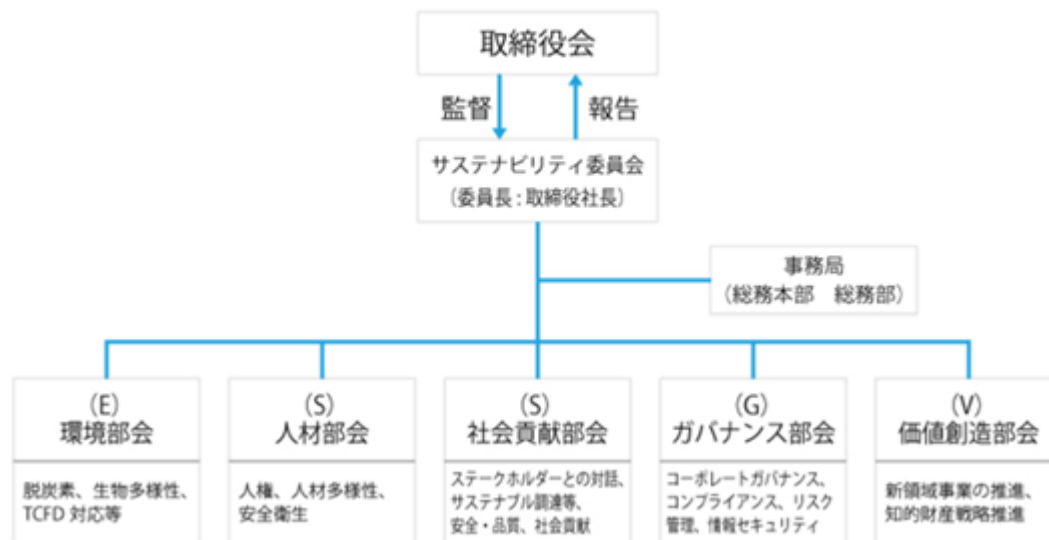 取締役会
監督
報告
サステナビリティ委員会
（委員長：取締役社長）
事務局
（総務本部　総務部）
（E）
環境部会
脱炭素、生物多様性、
TCFD 対応等
（S）
人材部会
人権、人材多様性、
安全衛生
（S）
社会貢献部会
ステークホルダーとの対話、
サステナブル調達等、
安全・品質、社会貢献
（G）
ガバナンス部会
コーポレートガバナンス、
コンプライアンス、リスク
管理、情報セキュリティ
（V）
価値創造部会
新領域事業の推進、
知的財産戦略推進